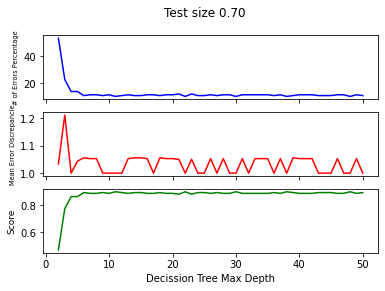 Test size 0.70
# of Errors Percentage
40
20
Mean Error Discrepancie
1.2
1.1
1.0
Score
0.8
0.6
0 10 20 30 40 50
Decission Tree Max Depth